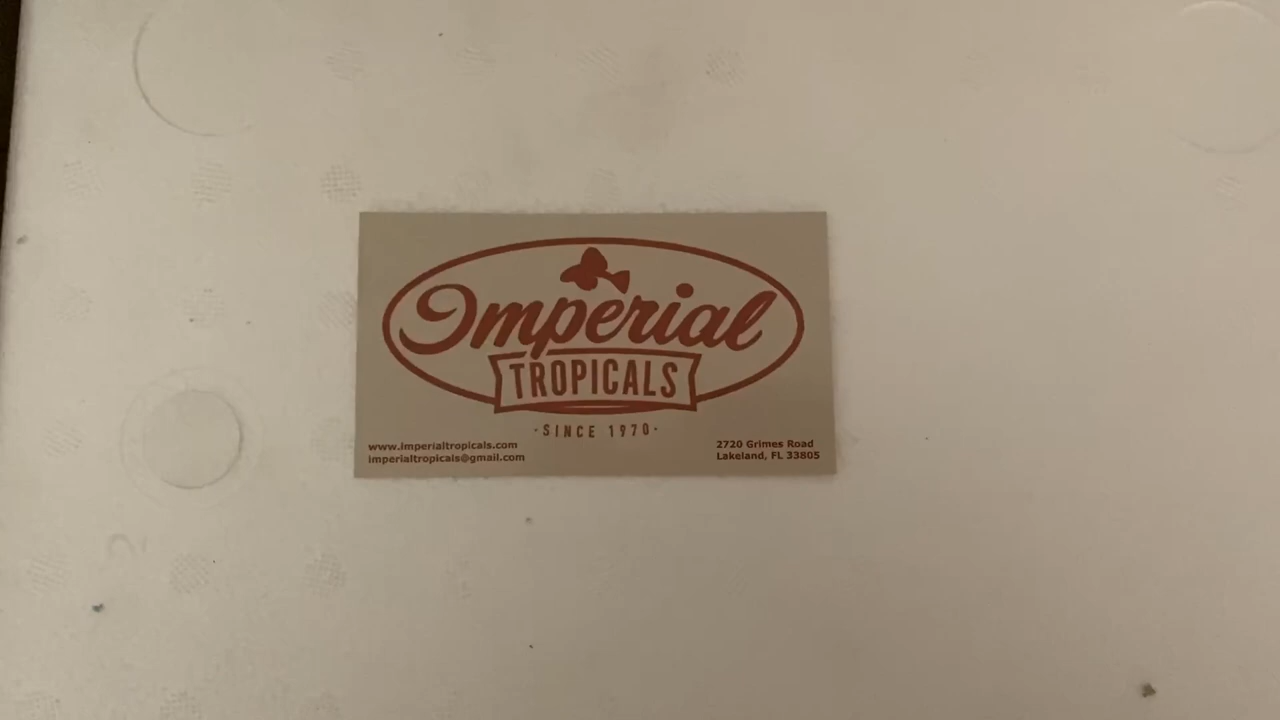 Imperial
TROPICALS
·SINCE 1970·
www.imperialtropicals.com
imperialtropicals@gmail.com
2720 Grimes Road
Lakeland, FL 33805